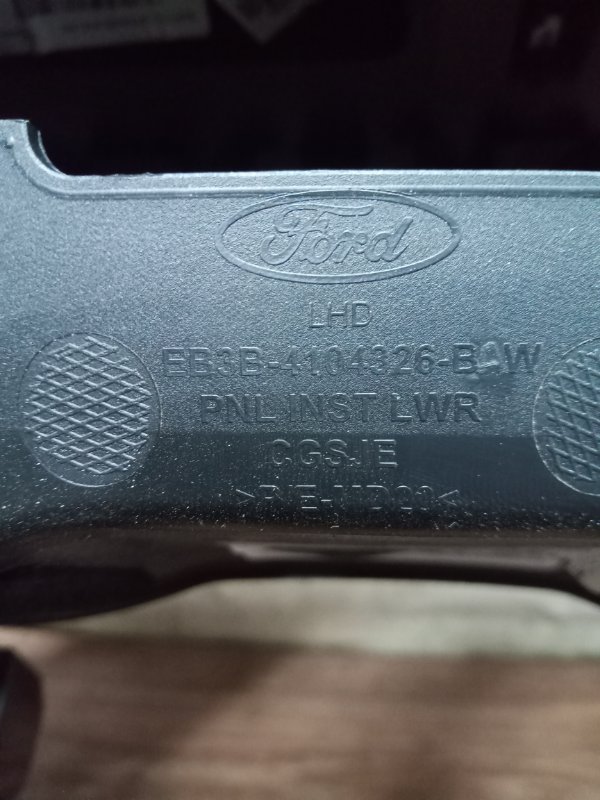 Ford
LHD
EB3B-4104326-B W
PNL INST LWR
CGSJE